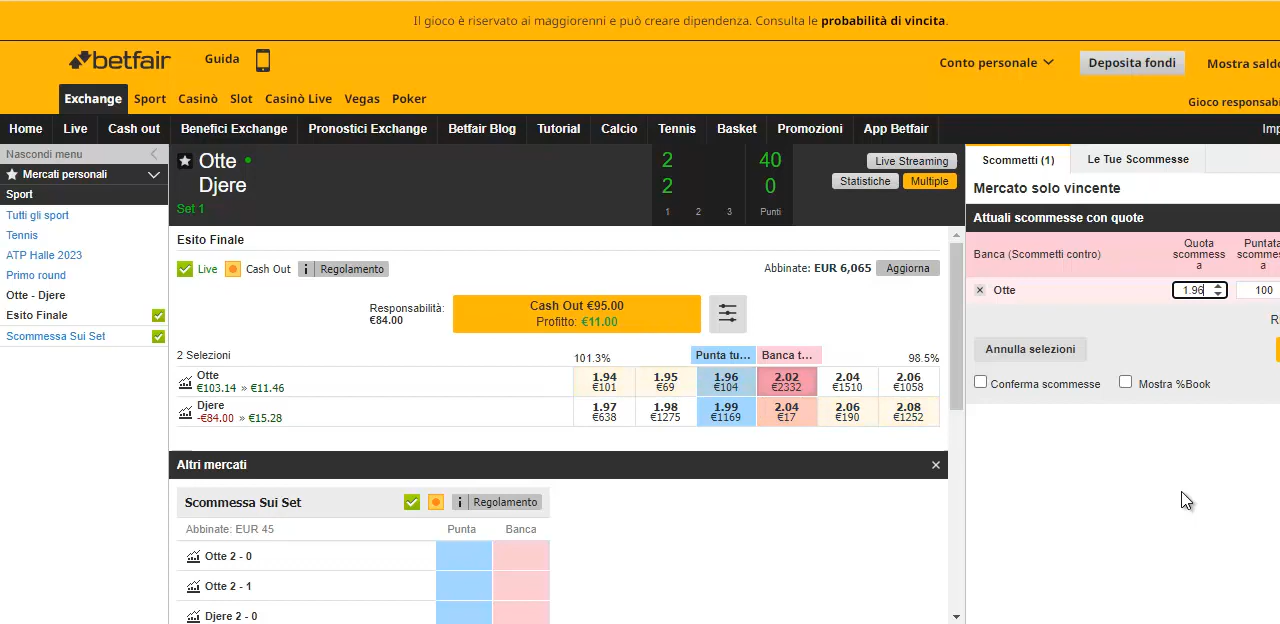 Il gioco è riservato ai maggiorenni e può creare dipendenza. Consulta le probabilità di vincita.
betfair
Guida
Conto personale
Deposita fondi
Mostra saldo
Exchange Sport Casinò Slot Casinò Live Vegas Poker
Gioco responsabi
Home Live Cash out Benefici Exchange Pronostici Exchange Betfair Blog Tutorial Calcio Tennis Basket Promozioni App Betfair Imp
Nascondi menu
Mercati personali
Sport
Tutti gli sport
Tennis
ATP Halle 2023
Primo round
Otte - Djere
Esito Finale
Scommessa Sui Set
Otte 2 40
Djere 2 0
Set 1 1 2 3 Punti
Live Streaming
Statistiche Multiple
Esito Finale
Live Cash Out i Regolamento
Abbinate: EUR 6,065 Aggiorna
Responsabilità:
€84.00
Cash Out €95.00
Profitto: €11.00
2 Selezioni 101.3% Punta tu... Banca t... 98.5%
Otte 1.94 1.95 1.96 2.02 2.04 2.06
€103.14 » €11.46 €101 €69 €104 €2332 €1510 €1058
Djere 1.97 1.98 1.99 2.04 2.06 2.08
-€84.00 » €15.28 €638 €1275 €1169 €17 €190 €1252
Altri mercati
Scommessa Sui Set i Regolamento
Abbinate: EUR 45 Punta Banca
Otte 2 - 0
Otte 2 - 1
Djere 2 - 0
Scommetti (1) Le Tue Scommesse
Mercato solo vincente
Attuali scommesse con quote
Banca (Scommetti contro)
Quota
scommess
a
Puntata
scommess
a
Otte 1.96 100
Annulla selezioni
Conferma scommesse Mostra %Book